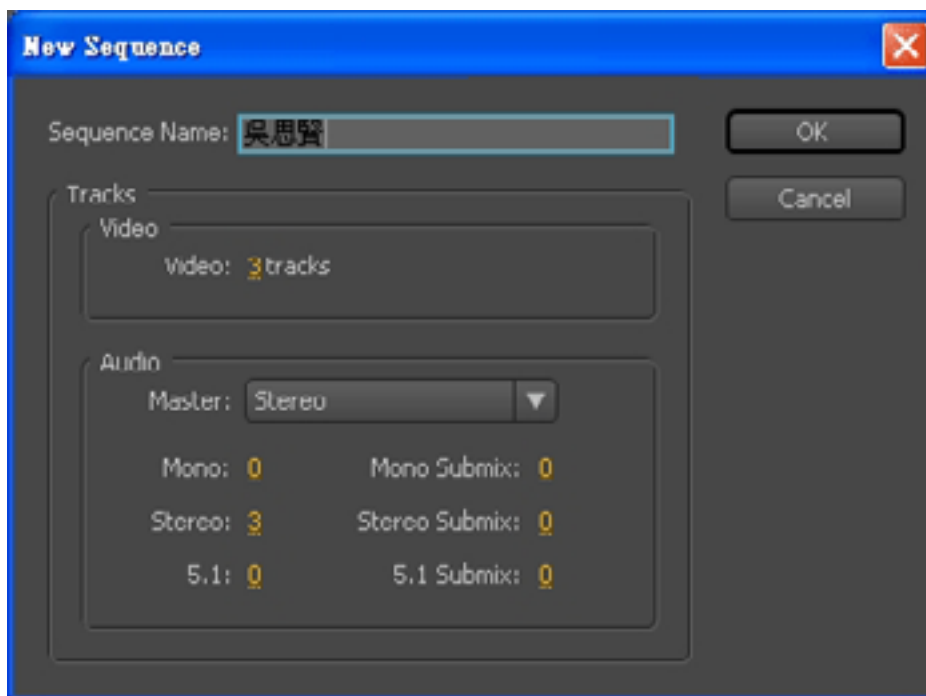 New Sequence
Sequence Name: 吳思賢
OK
Cancel
Tracks
Video
Video: 3 tracks
Audio
Master: Stereo
Mono: 0 Mono Submix: 0
Stereo: 3 Stereo Submix: 0
5.1: 0 5.1 Submix: 0